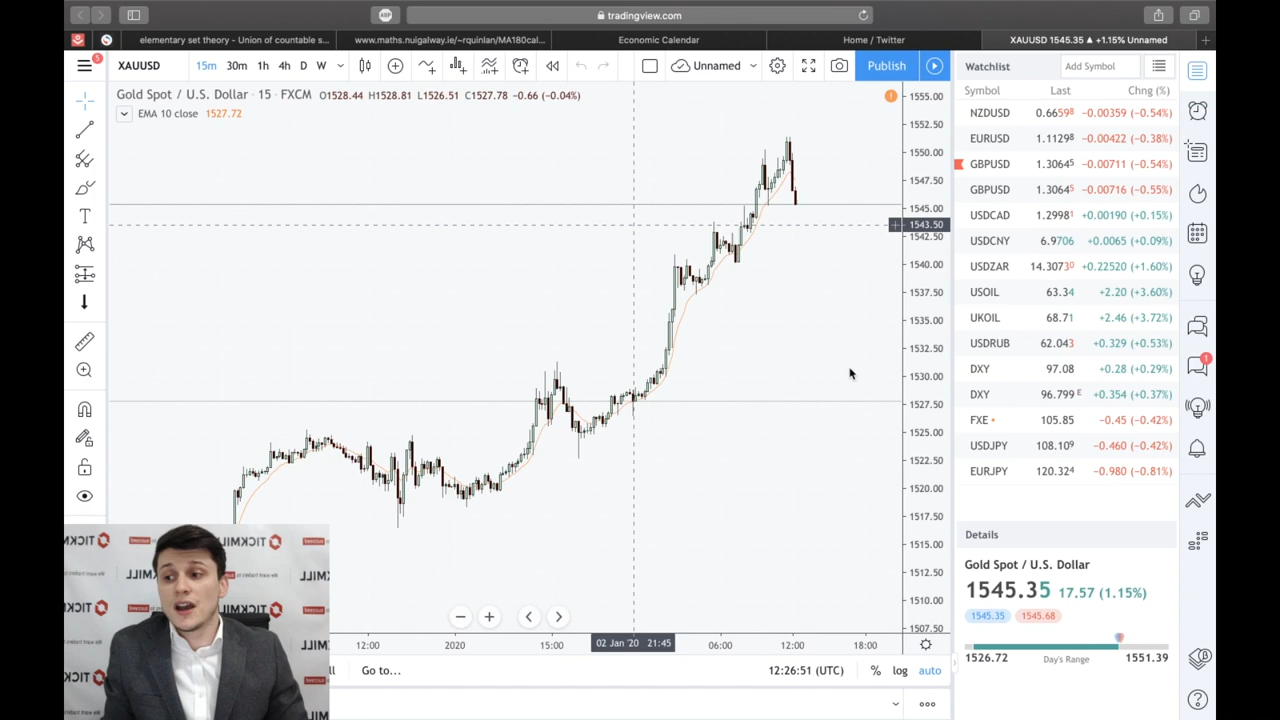 tradingview.com
ABP
elementary set theory - Union of countable s...
www.maths.nuigalway.ie/~rquinlan/MA180cal...
Economic Calendar
Home / Twitter
XAUUSD 1545.35 ▲ +1.15% Unnamed
5
XAUUSD 15m 30m 1h 4h D W Unnamed Publish
Gold Spot / U.S. Dollar · 15 · FXCM O1528.44 H1528.81 L1526.51 C1527.78 -0.66 (-0.04%)
EMA 10 close 1527.72
1555.00
1552.50
1550.00
1547.50
1545.00
1543.50
1542.50
1540.00
1537.50
1535.00
1532.50
1530.00
1527.50
1525.00
1522.50
1520.00
1517.50
1515.00
1512.50
1510.00
1507.50
12:00 2020 15:00 02 Jan '20 21:45 06:00 12:00 18:00
Go to... 12:26:51 (UTC) % log auto
Watchlist Add Symbol
Symbol Last Chng (%)
NZDUSD 0.66598 -0.00359 (-0.54%)
EURUSD 1.11298 -0.00422 (-0.38%)
GBPUSD 1.30645 -0.00711 (-0.54%)
GBPUSD 1.30645 -0.00716 (-0.55%)
USDCAD 1.29981 +0.00190 (+0.15%)
USDCNY 6.9706 +0.0065 (+0.09%)
USDZAR 14.30730 +0.22520 (+1.60%)
USOIL 63.34 +2.20 (+3.60%)
UKOIL 68.71 +2.46 (+3.72%)
USDRUB 62.043 +0.329 (+0.53%)
DXY 97.08 +0.28 (+0.29%)
DXY 96.799 E +0.354 (+0.37%)
FXE 105.85 -0.45 (-0.42%)
USDJPY 108.109 -0.460 (-0.42%)
EURJPY 120.324 -0.980 (-0.81%)
1
Details
Gold Spot / U.S. Dollar
1545.35 17.57 (1.15%)
1545.35 1545.68
1526.72 Day's Range 1551.39
TICKMILL
TICKMILL
TICKMILL